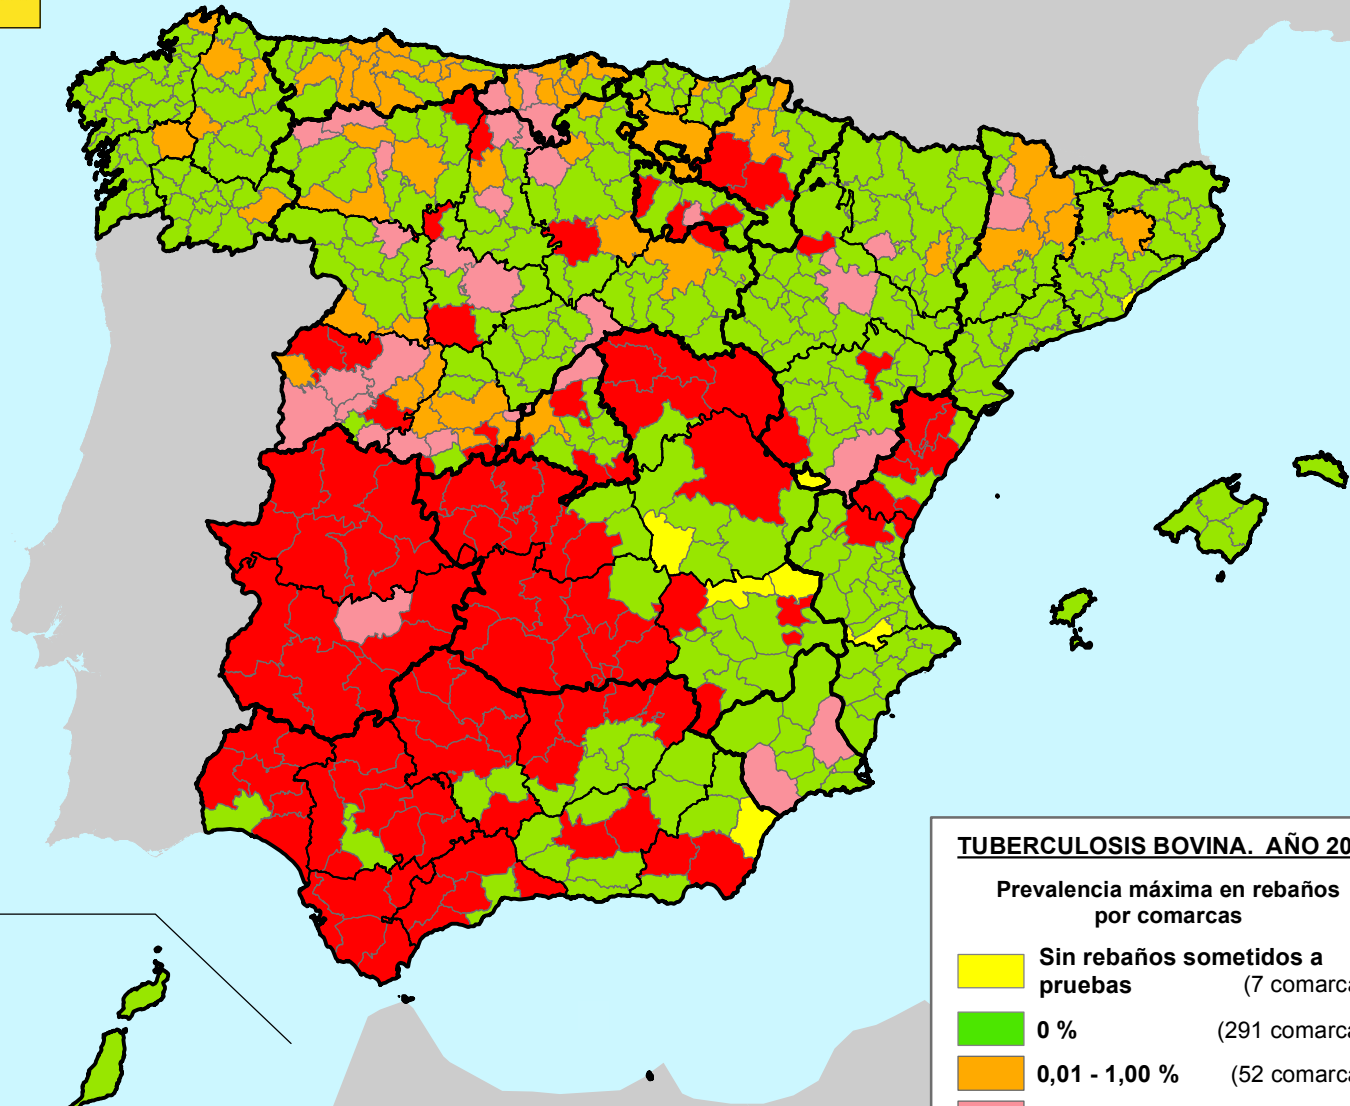 TUBERCULOSIS BOVINA. AÑO 20
Prevalencia máxima en rebaños
por comarcas
Sin rebaños sometidos a
pruebas (7 comarca
0 % (291 comarca
0,01 - 1,00 % (52 comarca